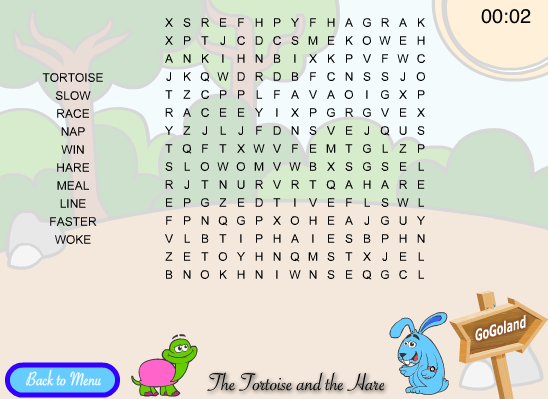 00:02
X S R E F H P Y F H A G R A K
X P T J C D C S M E K O W E H
A N K I H N B I X K P V F W C
J K Q W D R D B F C N S S J O
T Z C P P L F A V A O I G X P
R A C E E Y I X P G R G V E X
Y Z J L J F D N S V E J Q U S
T Q F T X W V F E M T G L Z P
S L O W O M V W B X S G S E L
R J T N U R V R T Q A H A R E
E P G Z E D T I V E F L S W L
F P N Q G P X O H E A J G U Y
V L B T I P H A I E S B P H N
Z E T O Y H N Q M S T X J E L
B N O K H N I W N S E Q G C L
TORTOISE
SLOW
RACE
NAP
WIN
HARE
MEAL
LINE
FASTER
WOKE
GoGoland
Back to Menu
The Tortoise and the Hare